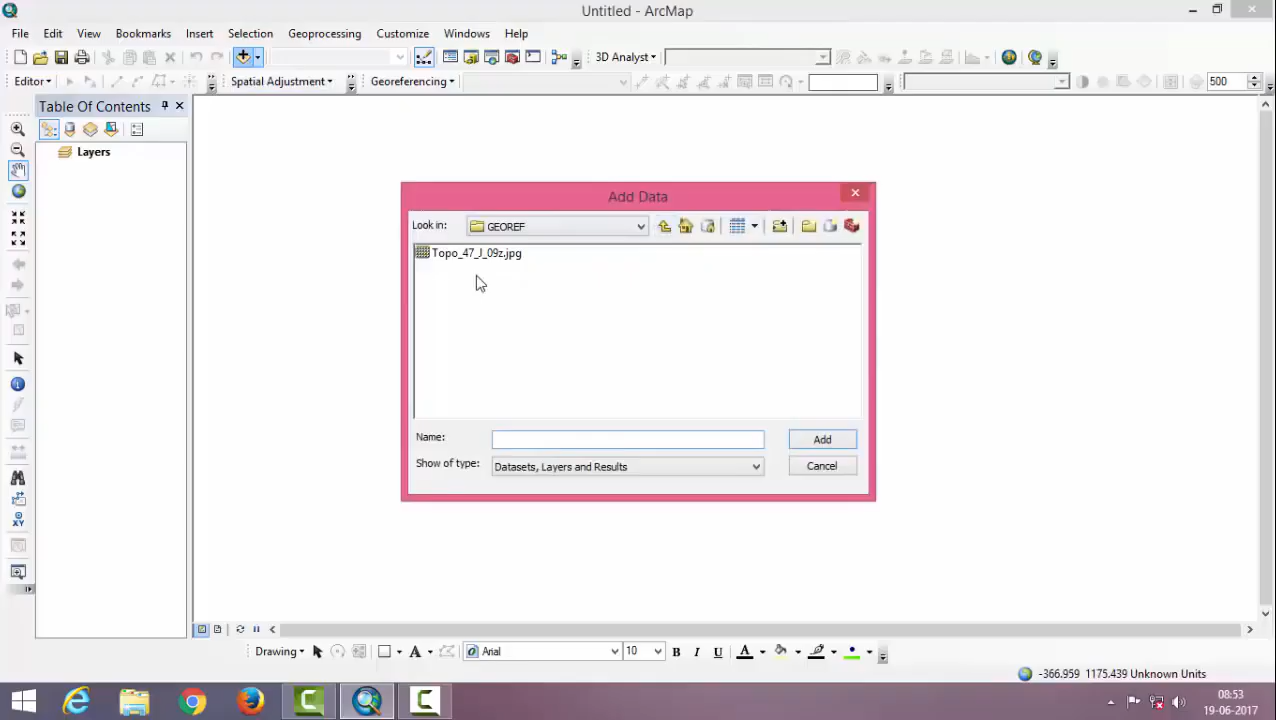 Untitled - ArcMap
File Edit View Bookmarks Insert Selection Geoprocessing Customize Windows Help
3D Analyst
Editor Spatial Adjustment Georeferencing 500
Table Of Contents
Layers
Add Data
Look in: GEOREF
Topo_47_J_09z.jpg
Name:
Add
Show of type: Datasets, Layers and Results
Cancel
Drawing A Arial 10 B I U A
-366.959 1175.439 Unknown Units
08:53
19-06-2017